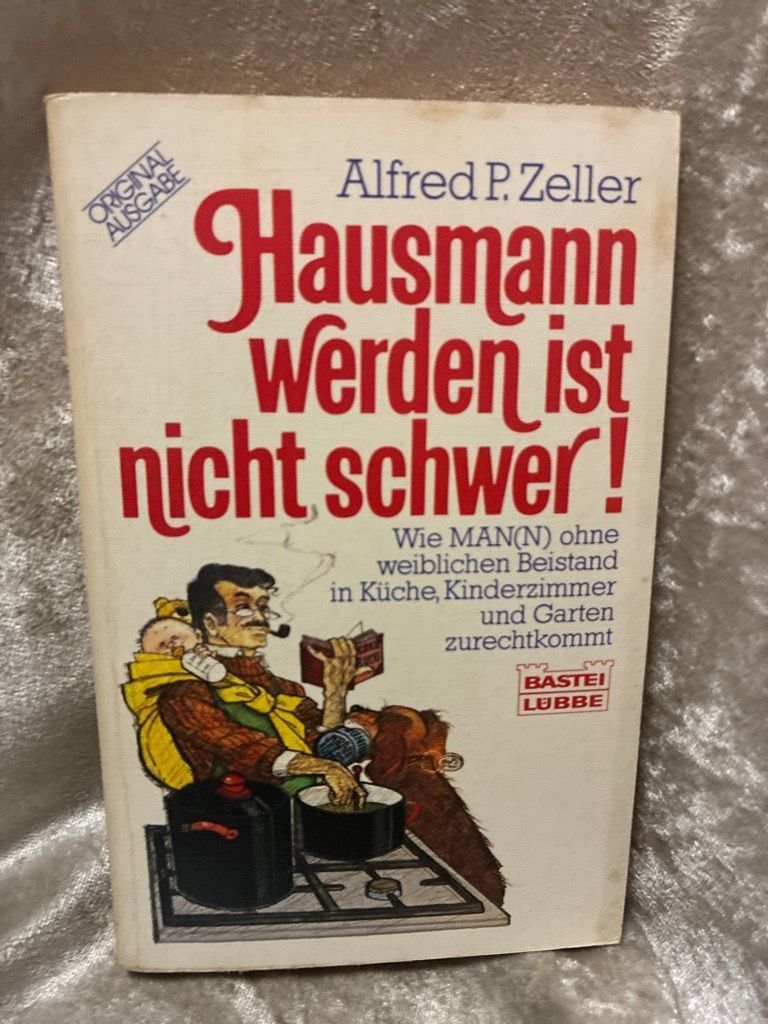 ORIGINAL
AUSGABE
Alfred P. Zeller
Hausmann
werden ist
nicht schwer!
Wie MAN(N) ohne
weiblichen Beistand
in Küche, Kinderzimmer
und Garten
zurechtkommt
BASTEI
LÜBBE